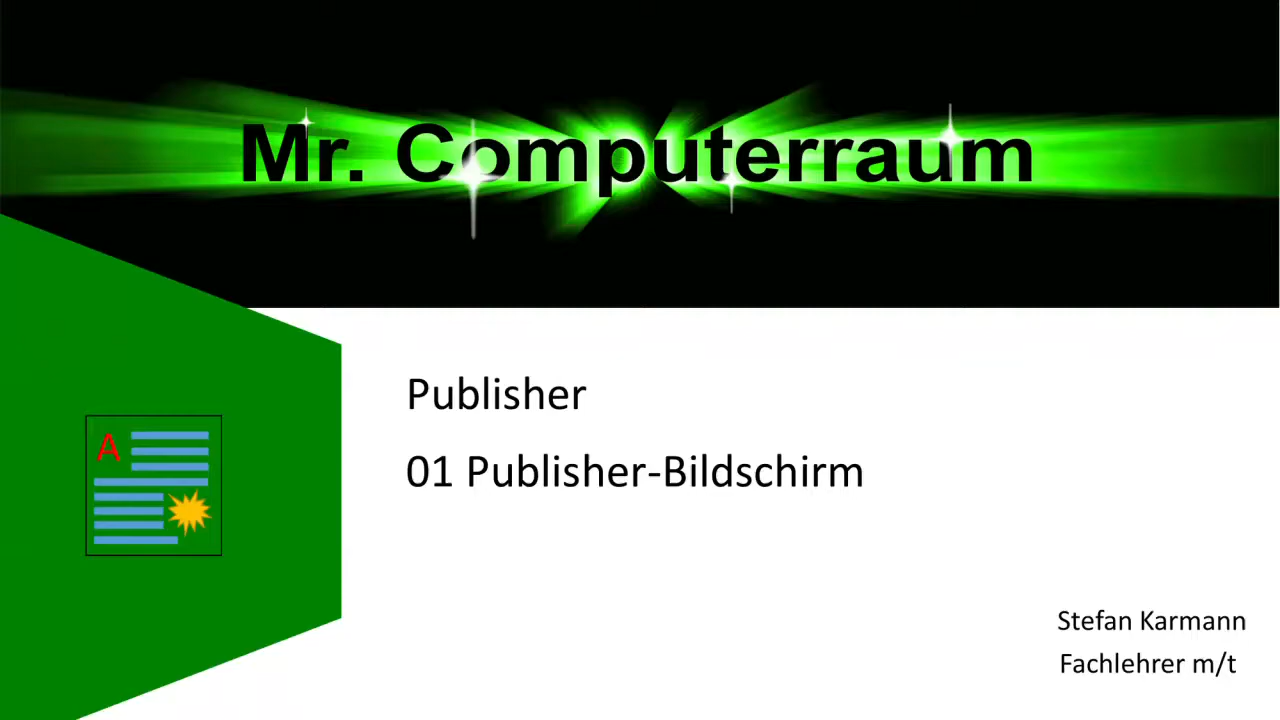 Mr. Computerraum
Publisher
01 Publisher-Bildschirm
A
Stefan Karmann
Fachlehrer m/t